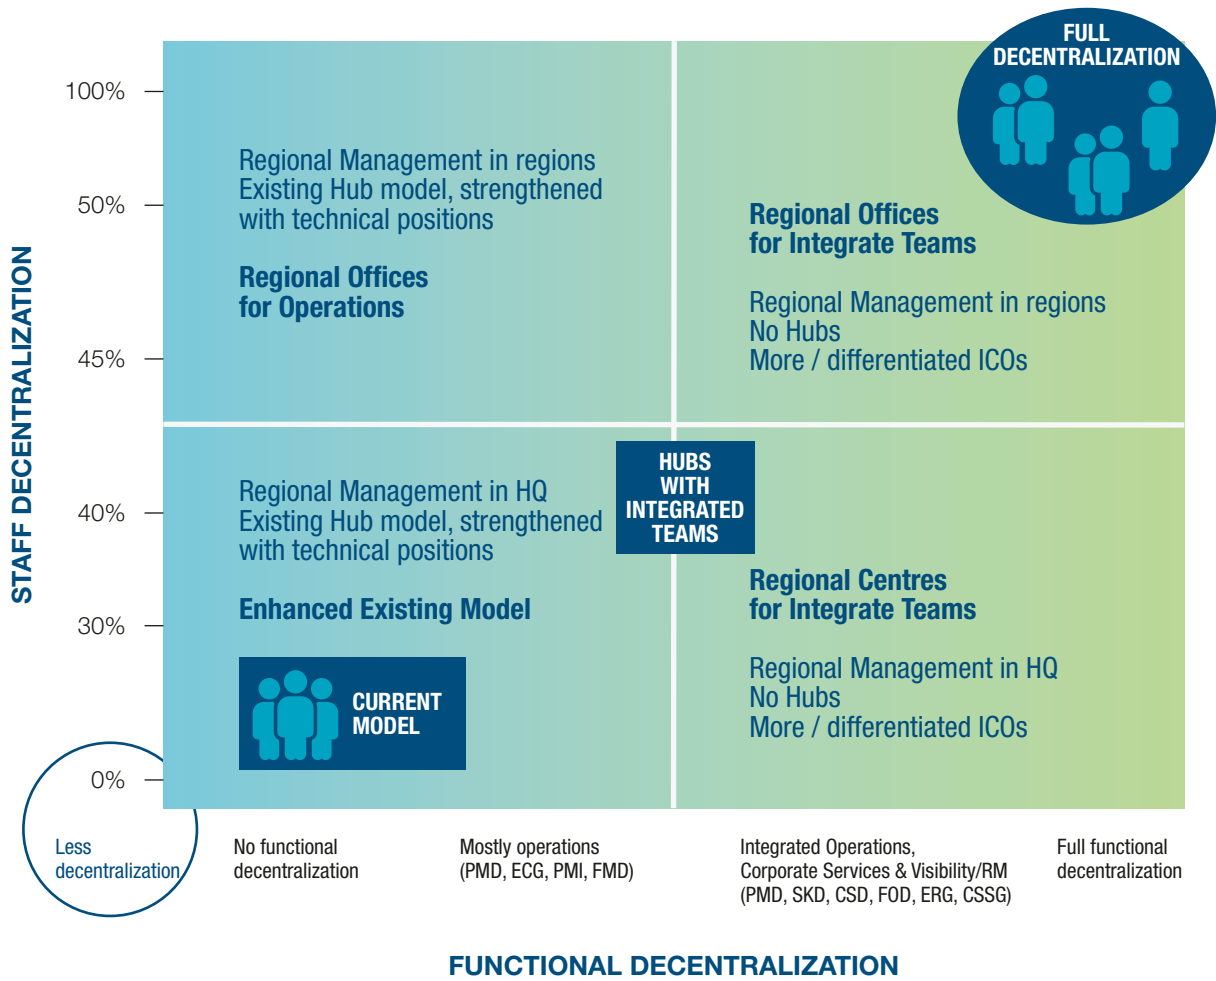 FULL
DECENTRALIZATION
STAFF DECENTRALIZATION
100%
50%
45%
40%
30%
0%
Regional Management in regions
Existing Hub model, strengthened
with technical positions
Regional Offices
for Operations
Regional Offices
for Integrate Teams
Regional Management in regions
No Hubs
More / differentiated ICOs
HUBS
WITH
INTEGRATED
TEAMS
Regional Management in HQ
Existing Hub model, strengthened
with technical positions
Enhanced Existing Model
CURRENT
MODEL
Regional Centres
for Integrate Teams
Regional Management in HQ
No Hubs
More / differentiated ICOs
Less
decentralization
No functional
decentralization
Mostly operations
(PMD, ECG, PMI, FMD)
Integrated Operations,
Corporate Services & Visibility/RM
(PMD, SKD, CSD, FOD, ERG, CSSG)
Full functional
decentralization
FUNCTIONAL DECENTRALIZATION